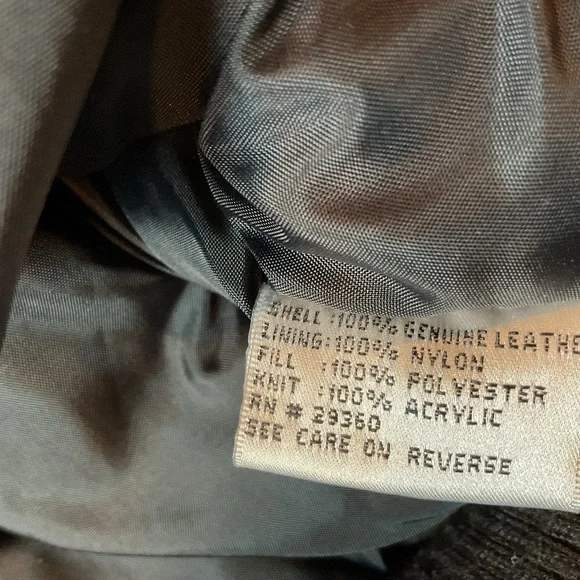 SHELL :100% GENUINE LEATHE
LINING:100% NYLON
FILL :100% POLYESTER
KNIT :100% ACRYLIC
RN # 29360
SEE CARE ON REVERSE